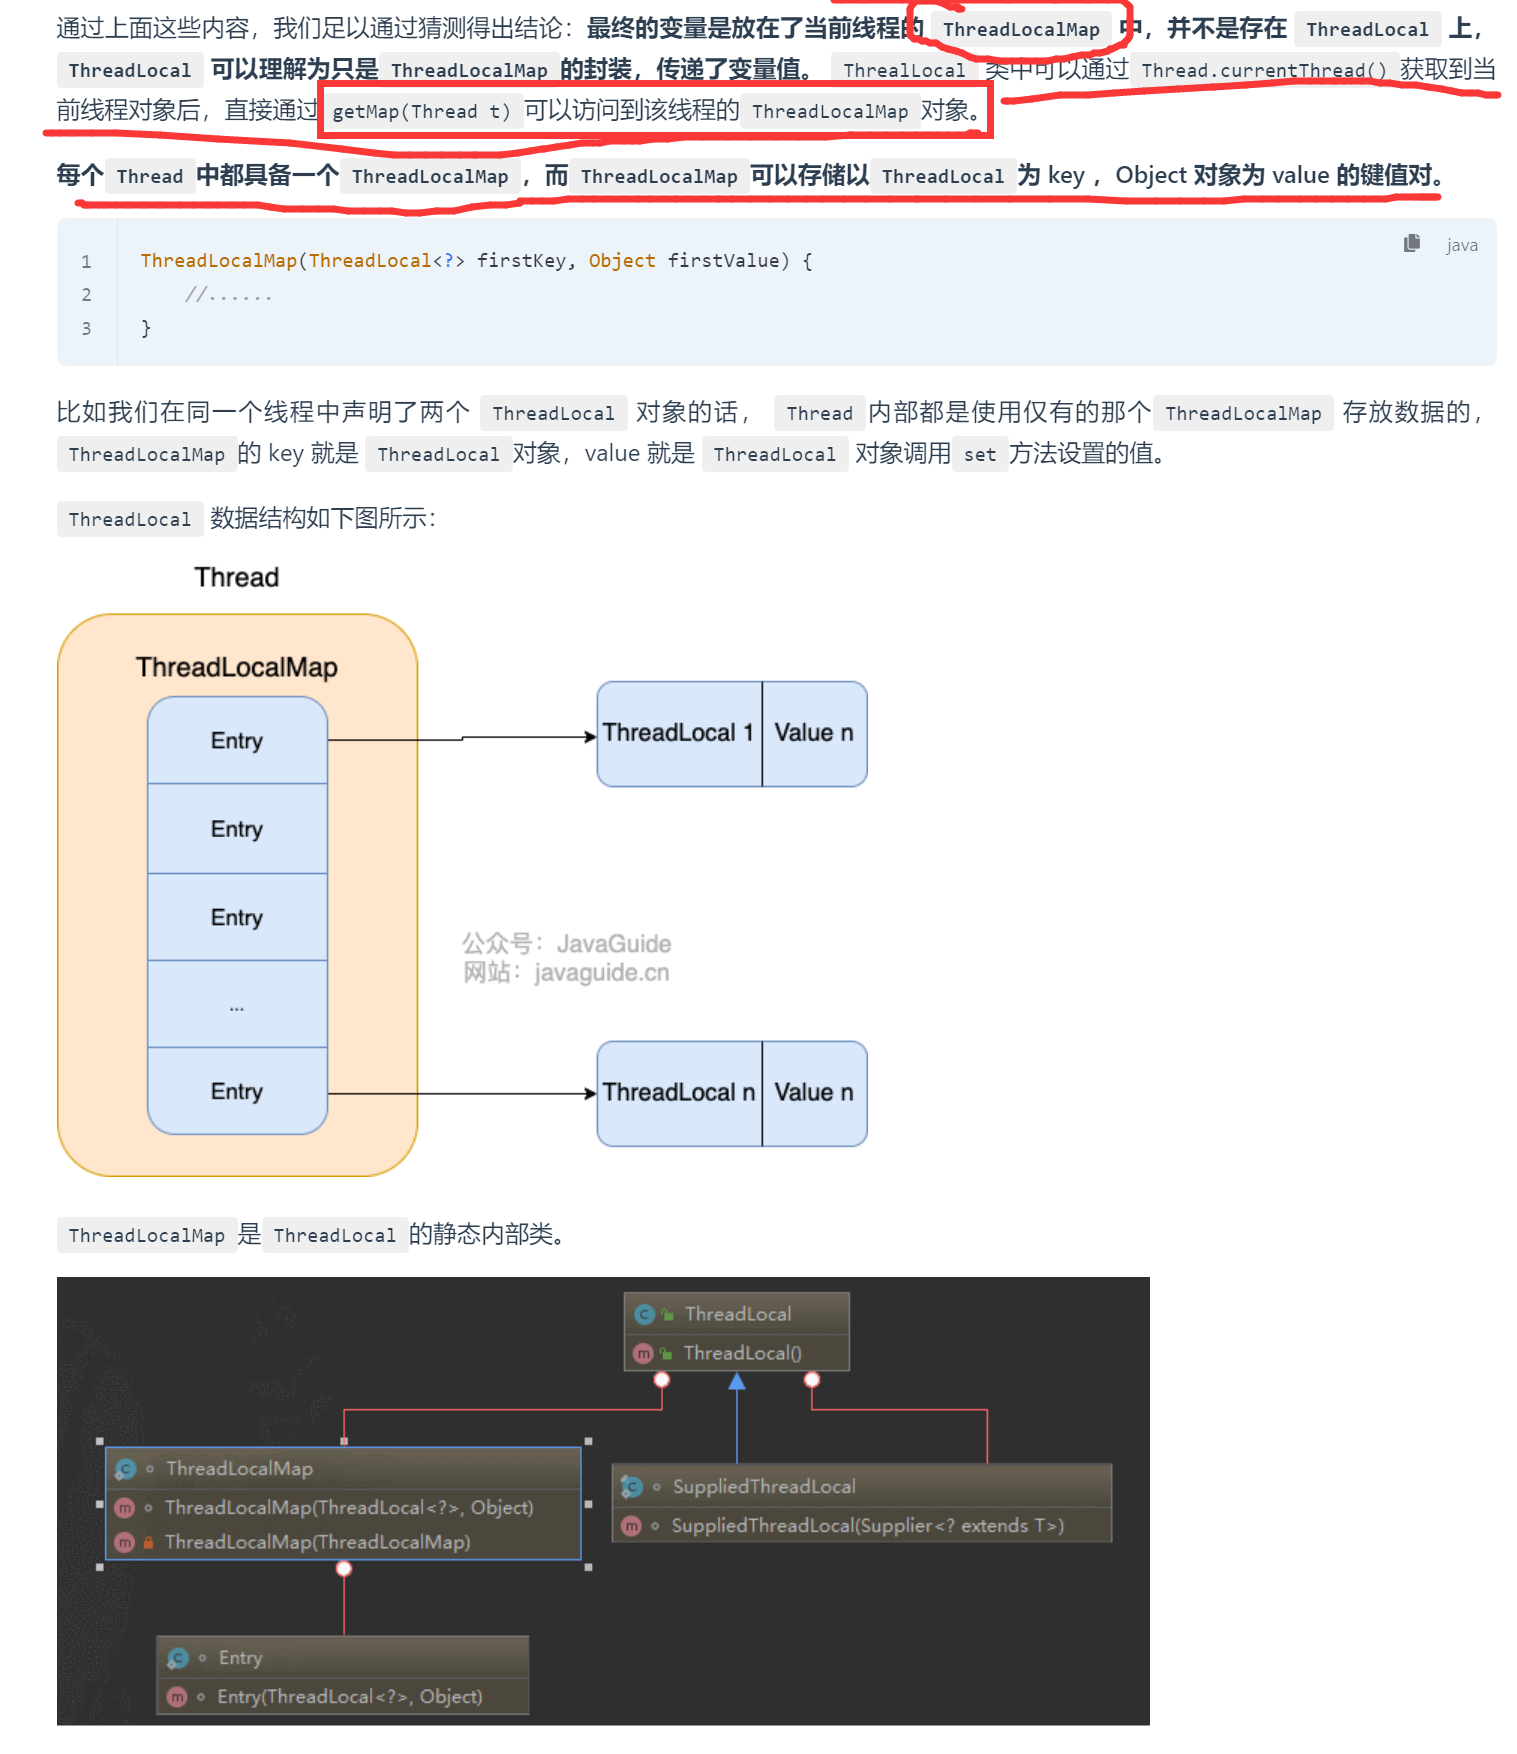 通过上面这些内容，我们足以通过猜测得出结论：最终的变量是放在了当前线程的 ThreadLocalMap 中，并不是存在 ThreadLocal 上，
ThreadLocal 可以理解为只是 ThreadLocalMap 的封装，传递了变量值。 ThrealLocal 类中可以通过 Thread.currentThread() 获取到当
前线程对象后，直接通过 getMap(Thread t) 可以访问到该线程的 ThreadLocalMap 对象。
每个 Thread 中都具备一个 ThreadLocalMap ，而 ThreadLocalMap 可以存储以 ThreadLocal 为 key ，Object 对象为 value 的键值对。
java
1 ThreadLocalMap(ThreadLocal<?> firstKey, Object firstValue) {
2 //......
3 }
比如我们在同一个线程中声明了两个 ThreadLocal 对象的话， Thread 内部都是使用仅有的那个 ThreadLocalMap 存放数据的，
ThreadLocalMap 的 key 就是 ThreadLocal 对象，value 就是 ThreadLocal 对象调用 set 方法设置的值。
ThreadLocal 数据结构如下图所示：
Thread
ThreadLocalMap
Entry
ThreadLocal 1 Value n
Entry
Entry
公众号：JavaGuide
网站：javaguide.cn
...
Entry
ThreadLocal n Value n
ThreadLocalMap 是 ThreadLocal 的静态内部类。
ThreadLocal
ThreadLocal()
ThreadLocalMap
ThreadLocalMap(ThreadLocal<?>, Object)
ThreadLocalMap(ThreadLocalMap)
SuppliedThreadLocal
SuppliedThreadLocal(Supplier<? extends T>)
Entry
Entry(ThreadLocal<?>, Object)